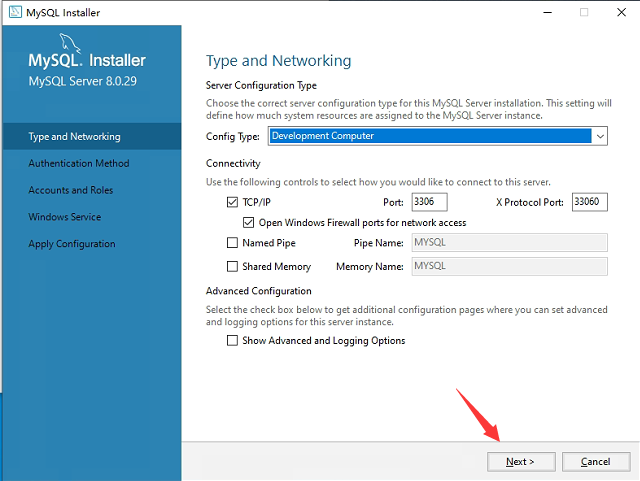 MySQL Installer
MySQL. Installer
MySQL Server 8.0.29
Type and Networking
Authentication Method
Accounts and Roles
Windows Service
Apply Configuration
Type and Networking
Server Configuration Type
Choose the correct server configuration type for this MySQL Server installation. This setting will
define how much system resources are assigned to the MySQL Server instance.
Config Type: Development Computer
Connectivity
Use the following controls to select how you would like to connect to this server.
TCP/IP Port: 3306 X Protocol Port: 33060
Open Windows Firewall ports for network access
Named Pipe Pipe Name: MYSQL
Shared Memory Memory Name: MYSQL
Advanced Configuration
Select the check box below to get additional configuration pages where you can set advanced
and logging options for this server instance.
Show Advanced and Logging Options
Next > Cancel